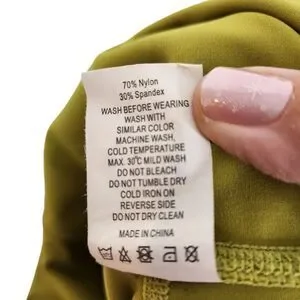 70% Nylon
30% Spandex
WASH BEFORE WEARING
WASH WITH
SIMILAR COLOR
MACHINE WASH,
COLD TEMPERATURE
MAX. 30℃ MILD WASH
DO NOT BLEACH
DO NOT TUMBLE DRY
COLD IRON ON
REVERSE SIDE
DO NOT DRY CLEAN
MADE IN CHINA